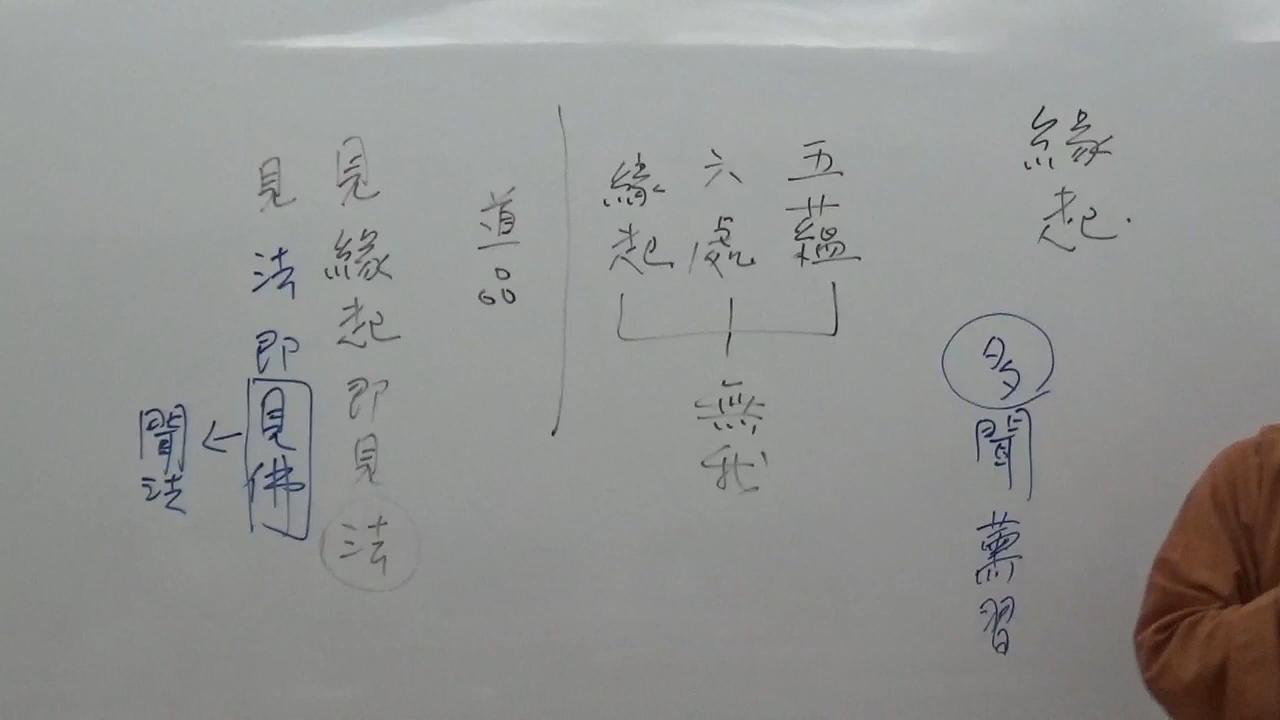 緣起
多聞薰習
五蘊
六處
緣起
無我
道品
見緣起即見法
見法即見佛
聞法